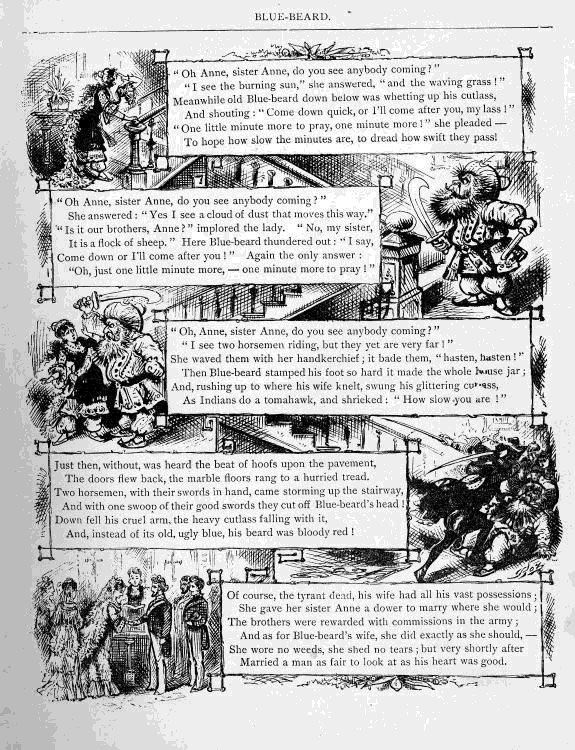 BLUE-BEARD.
“Oh Anne, sister Anne, do you see anybody coming?”
“I see the burning sun,” she answered, “and the waving grass!”
Meanwhile old Blue-beard down below was whetting up his cutlass,
And shouting: “Come down quick, or I’ll come after you, my lass!”
“One little minute more to pray, one minute more!” she pleaded —
To hope how slow the minutes are, to dread how swift they pass!
“Oh Anne, sister Anne, do you see anybody coming?”
She answered: “Yes I see a cloud of dust that moves this way.”
“Is it our brothers, Anne?” implored the lady. “No, my sister,
It is a flock of sheep.” Here Blue-beard thundered out: “I say,
Come down or I’ll come after you!” Again the only answer:
“Oh, just one little minute more, — one minute more to pray!”
“Oh, Anne, sister Anne, do you see anybody coming?”
“I see two horsemen riding, but they yet are very far!”
She waved them with her handkerchief; it bade them, “hasten, hasten!”
Then Blue-beard stamped his foot so hard it made the whole house jar;
And, rushing up to where his wife knelt, swung his glittering cutlass,
As Indians do a tomahawk, and shrieked: “How slow you are!”
Just then, without, was heard the beat of hoofs upon the pavement,
The doors flew back, the marble floors rang to a hurried tread.
Two horsemen, with their swords in hand, came storming up the stairway,
And with one swoop of their good swords they cut off Blue-beard’s head!
Down fell his cruel arm, the heavy cutlass falling with it,
And, instead of its old, ugly blue, his beard was bloody red!
Of course, the tyrant dead, his wife had all his vast possessions;
She gave her sister Anne a dower to marry where she would;
The brothers were rewarded with commissions in the army;
And as for Blue-beard’s wife, she did exactly as she should, —
She wore no weeds, she shed no tears; but very shortly after
Married a man as fair to look at as his heart was good.